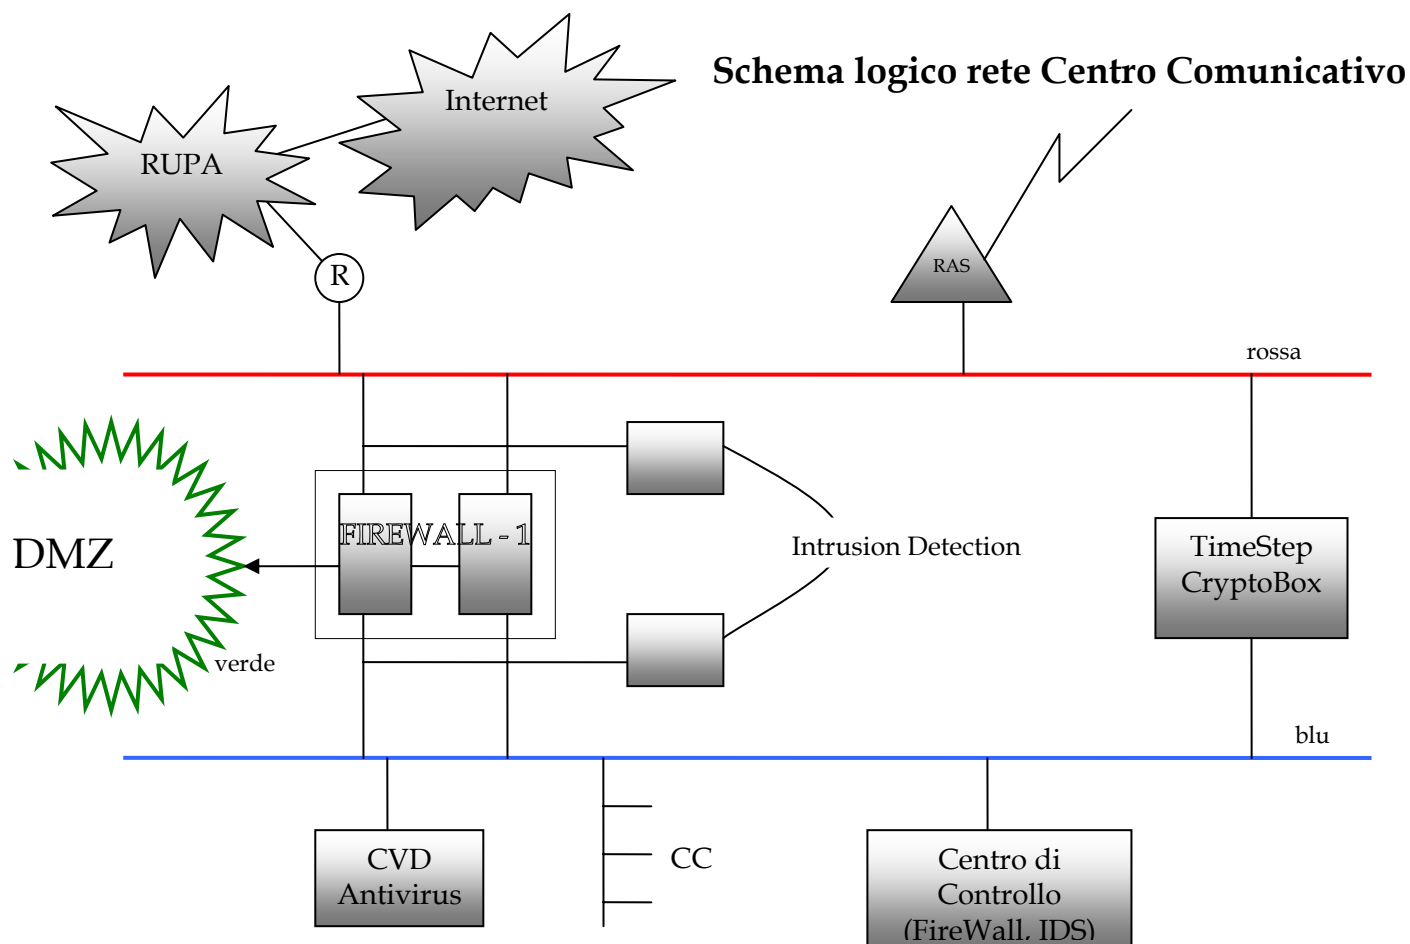 Schema logico rete Centro Comunicativo
Internet
RUPA
R
RAS
rossa
FIREWALL - 1
DMZ
Intrusion Detection
TimeStep
CryptoBox
verde
blu
CVD
Antivirus
CC
Centro di
Controllo
(FireWall, IDS)